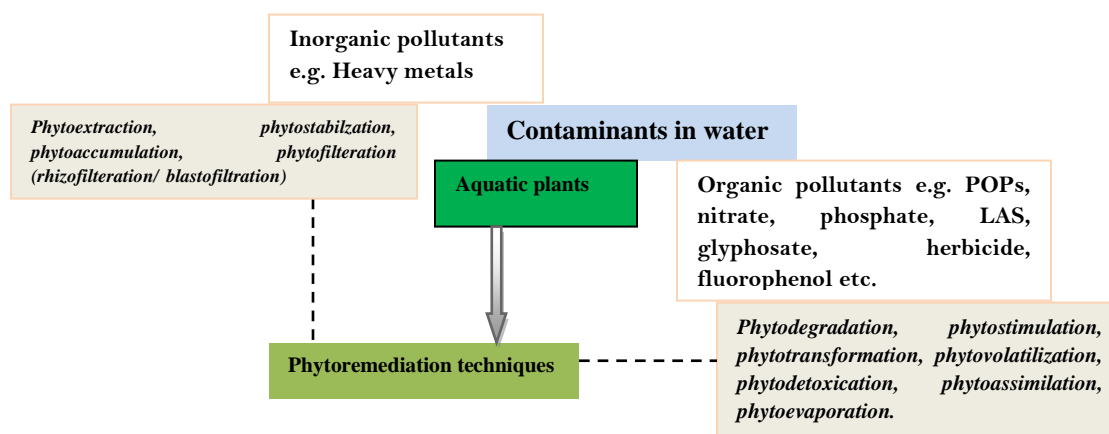 Inorganic pollutants
e.g. Heavy metals
Phytoextraction, phytostabilzation,
phytoaccumulation, phytofilteration
(rhizofilteration/ blastofiltration)
Contaminants in water
Aquatic plants
Organic pollutants e.g. POPs,
nitrate, phosphate, LAS,
glyphosate, herbicide,
fluorophenol etc.
Phytoremediation techniques
Phytodegradation, phytostimulation,
phytotransformation, phytovolatilization,
phytodetoxication, phytoassimilation,
phytoevaporation.